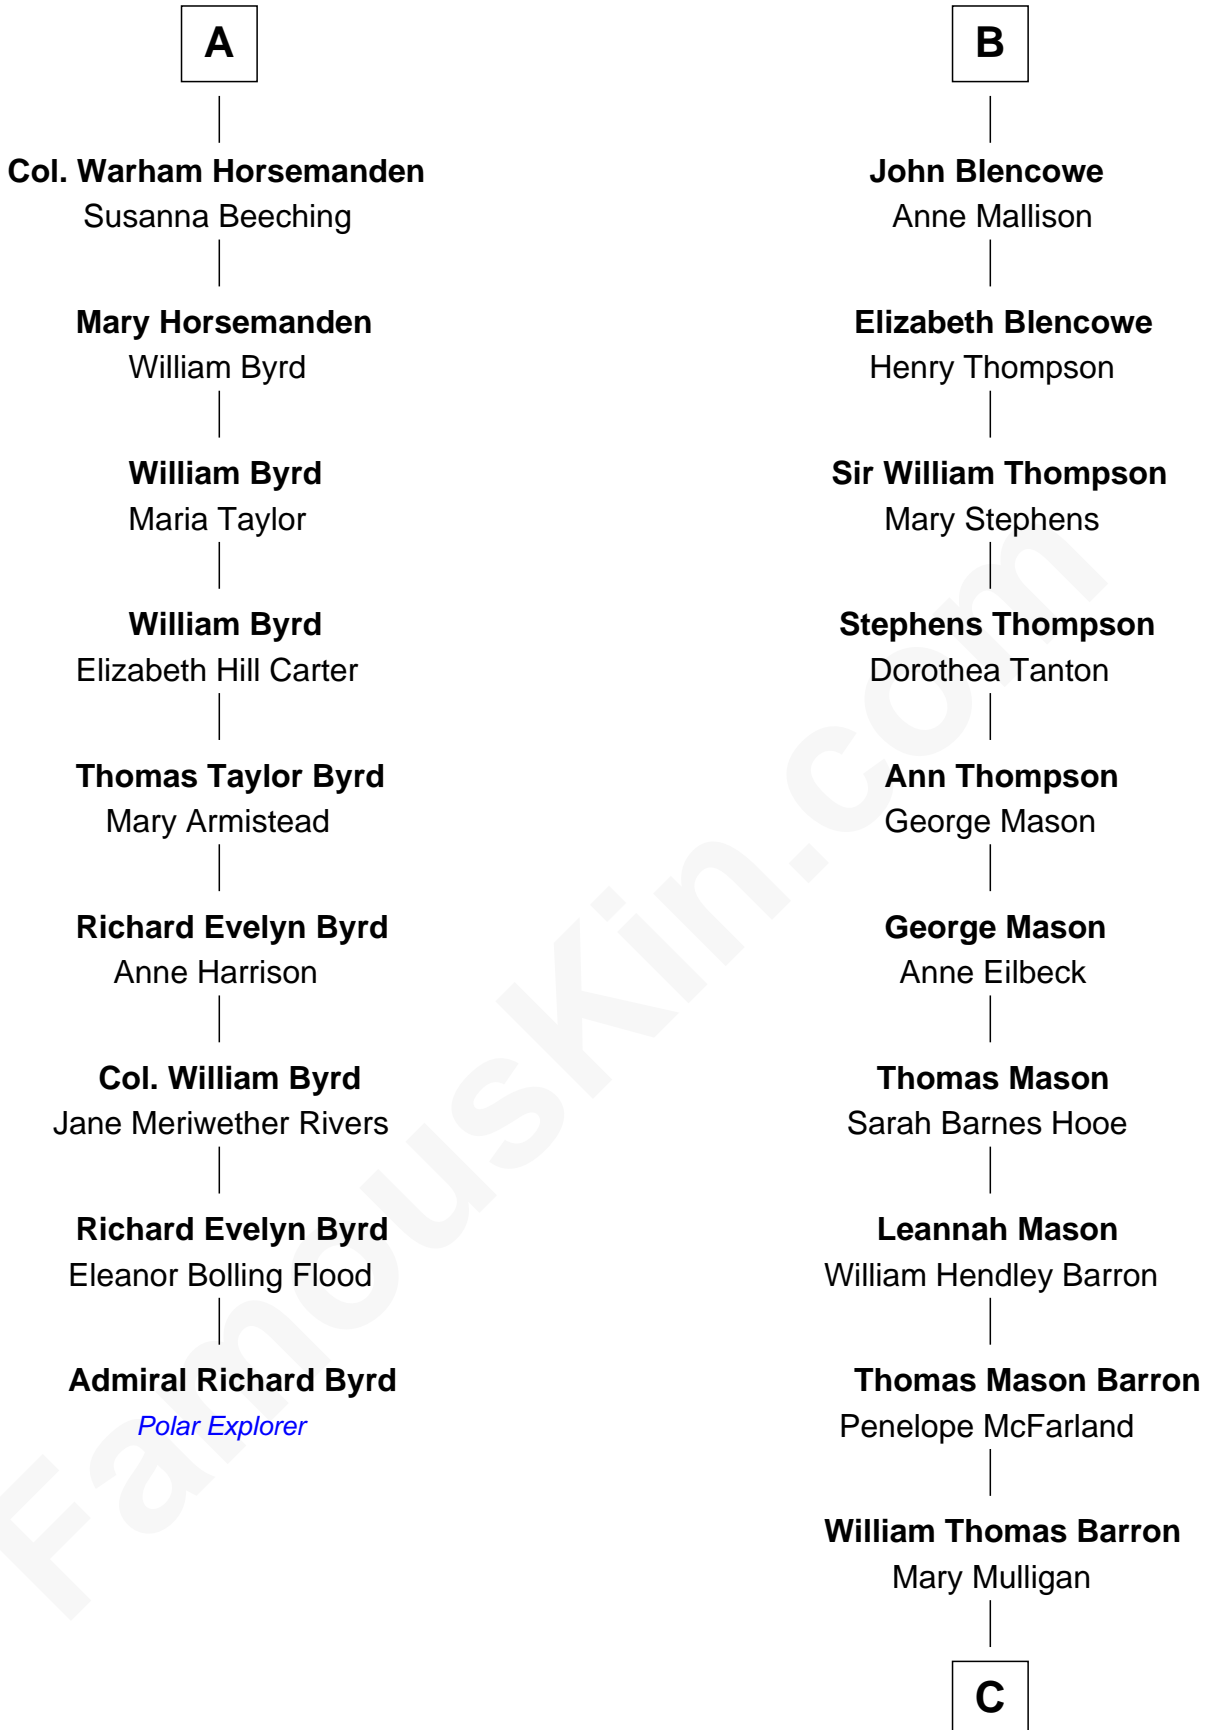 A
Col. Warham Horsemanden
Susanna Beeching
Mary Horsemanden
William Byrd
William Byrd
Maria Taylor
William Byrd
Elizabeth Hill Carter
Thomas Taylor Byrd
Mary Armistead
Richard Evelyn Byrd
Anne Harrison
Col. William Byrd
Jane Meriwether Rivers
Richard Evelyn Byrd
Eleanor Bolling Flood
Admiral Richard Byrd
Polar Explorer
B
John Blencowe
Anne Mallison
Elizabeth Blencowe
Henry Thompson
Sir William Thompson
Mary Stephens
Stephens Thompson
Dorothea Tanton
Ann Thompson
George Mason
George Mason
Anne Eilbeck
Thomas Mason
Sarah Barnes Hooe
Leannah Mason
William Hendley Barron
Thomas Mason Barron
Penelope McFarland
William Thomas Barron
Mary Mulligan
C
FamousKin.com